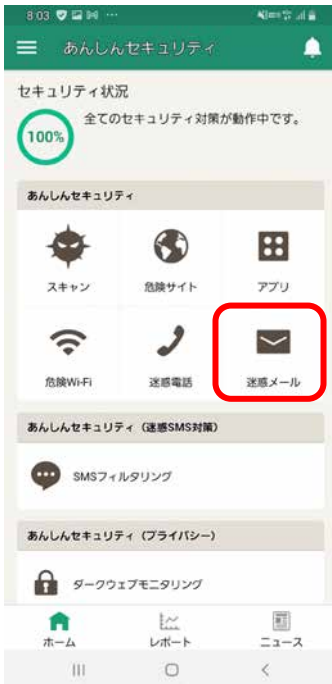 8:03
あんしんセキュリティ
セキュリティ状況
100%
全てのセキュリティ対策が動作中です。
あんしんセキュリティ
スキャン
危険サイト
アプリ
危険Wi-Fi
迷惑電話
迷惑メール
あんしんセキュリティ（迷惑SMS対策）
SMSフィルタリング
あんしんセキュリティ（プライバシー）
ダークウェブモニタリング
ホーム
レポート
ニュース